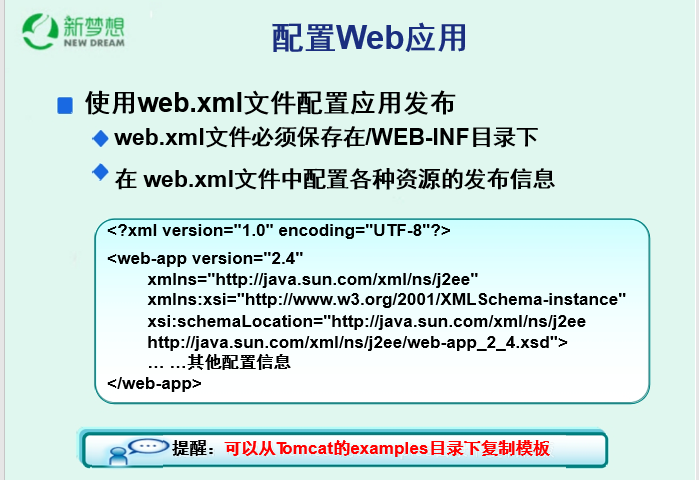 新梦想
NEW DREAM
配置Web应用
使用web.xml文件配置应用发布
web.xml文件必须保存在/WEB-INF目录下
在 web.xml文件中配置各种资源的发布信息
<?xml version="1.0" encoding="UTF-8"?>
<web-app version="2.4"
xmlns="http://java.sun.com/xml/ns/j2ee"
xmlns:xsi="http://www.w3.org/2001/XMLSchema-instance"
xsi:schemaLocation="http://java.sun.com/xml/ns/j2ee
http://java.sun.com/xml/ns/j2ee/web-app_2_4.xsd">
… …其他配置信息
</web-app>
提醒：可以从Tomcat的examples目录下复制模板